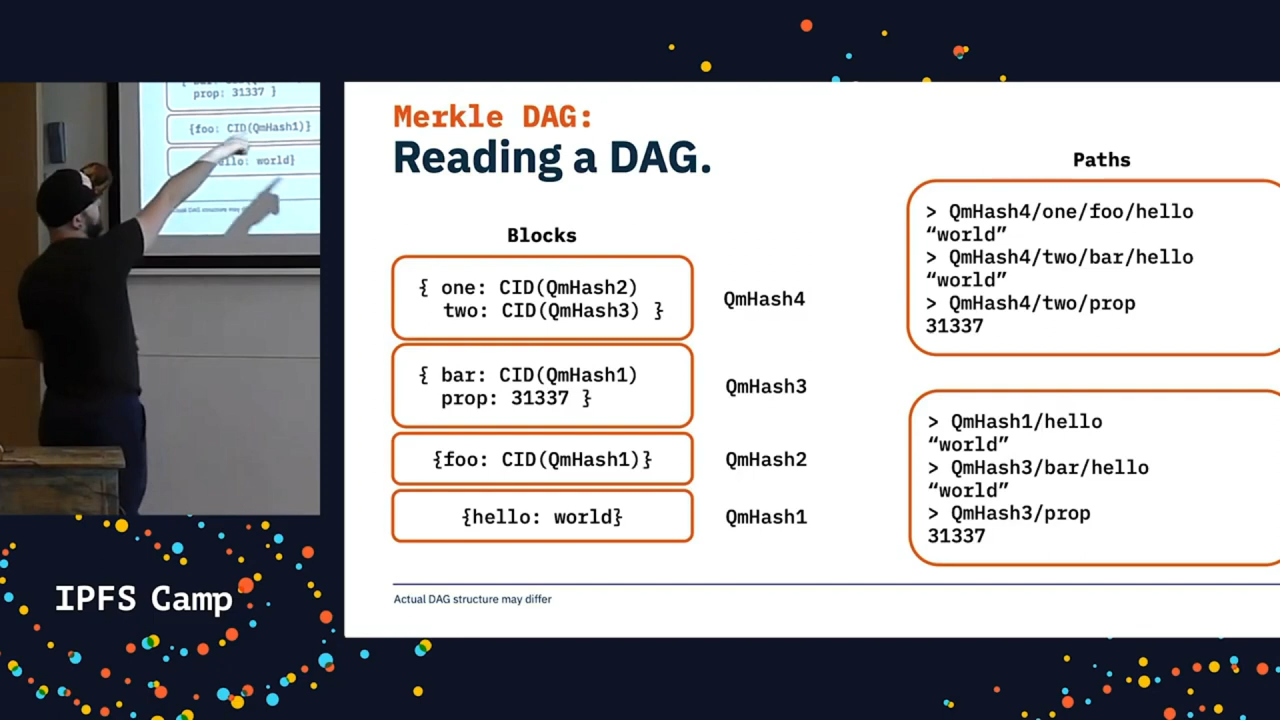 prop: 31337 }
{foo: CID(QmHash1)}
ello: world}
Merkle DAG:
Reading a DAG.
Blocks
{ one: CID(QmHash2)
two: CID(QmHash3) }
QmHash4
{ bar: CID(QmHash1)
prop: 31337 }
QmHash3
{foo: CID(QmHash1)}
QmHash2
{hello: world}
QmHash1
Paths
> QmHash4/one/foo/hello
“world”
> QmHash4/two/bar/hello
“world”
> QmHash4/two/prop
31337
> QmHash1/hello
“world”
> QmHash3/bar/hello
“world”
> QmHash3/prop
31337
Actual DAG structure may differ
IPFS Camp